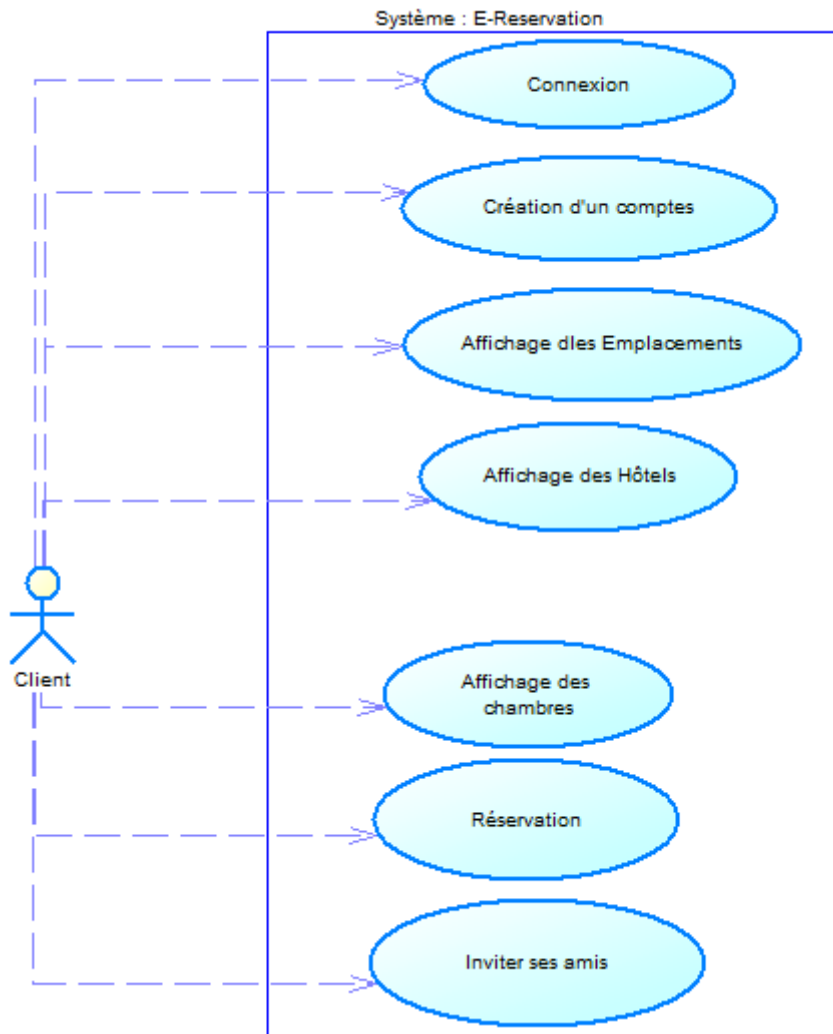 Système : E-Reservation
Connexion
Création d'un comptes
Affichage dles Emplacements
Affichage des Hôtels
Client
Affichage des
chambres
Réservation
Inviter ses amis